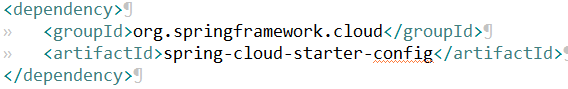 <dependency>¶
»   <groupId>org.springframework.cloud</groupId>¶
»   <artifactId>spring-cloud-starter-config</artifactId>¶
</dependency>¶